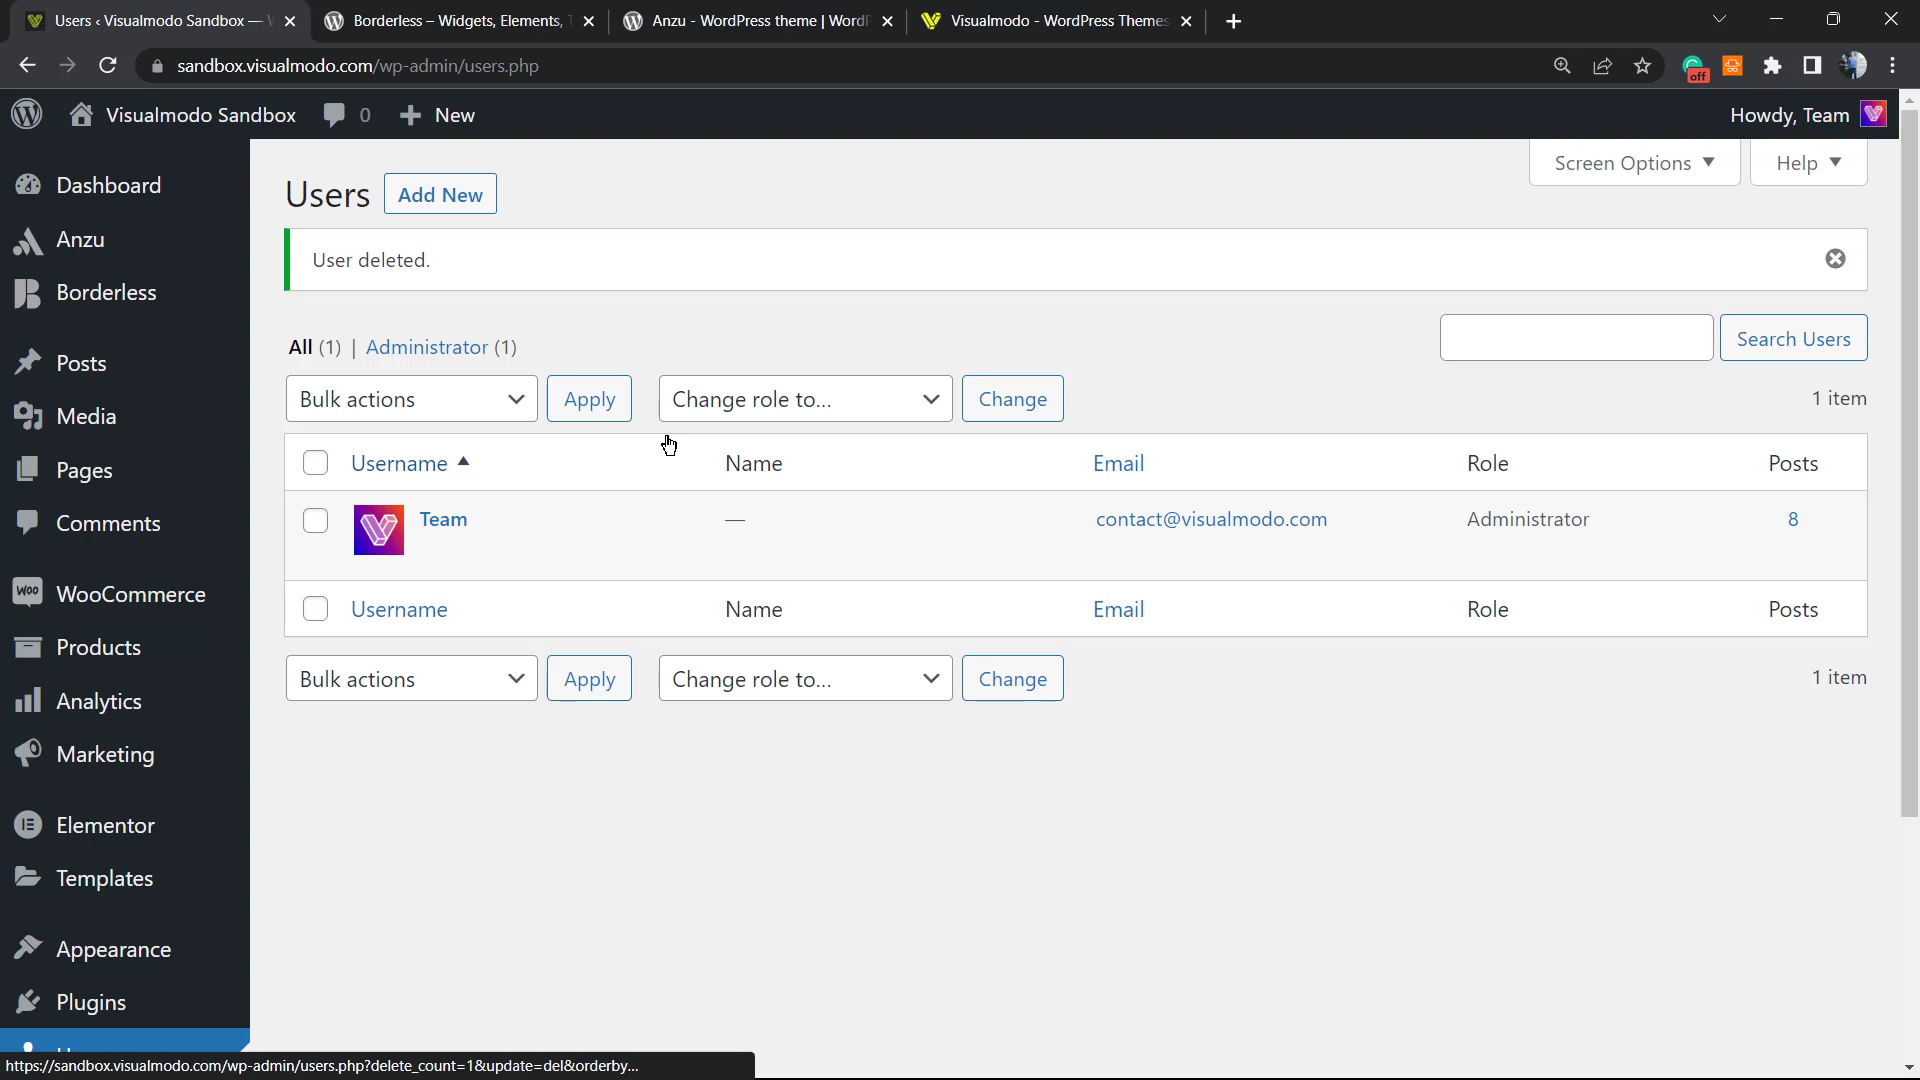 Users ‹ Visualmodo Sandbox —
Borderless – Widgets, Elements,
Anzu - WordPress theme | WordP
Visualmodo - WordPress Themes
sandbox.visualmodo.com/wp-admin/users.php
off
Visualmodo Sandbox
0
New
Howdy, Team
Screen Options
Help
Dashboard
Anzu
Borderless
Posts
Media
Pages
Comments
WOO
WooCommerce
Products
Analytics
Marketing
Elementor
Templates
Appearance
Plugins
Users
Add New
User deleted.
All (1) | Administrator (1)
Search Users
Bulk actions
Apply
Change role to...
Change
1 item
Username
Name
Email
Role
Posts
Team
—
contact@visualmodo.com
Administrator
8
Username
Name
Email
Role
Posts
Bulk actions
Apply
Change role to...
Change
1 item
https://sandbox.visualmodo.com/wp-admin/users.php?delete_count=1&update=del&orderby...